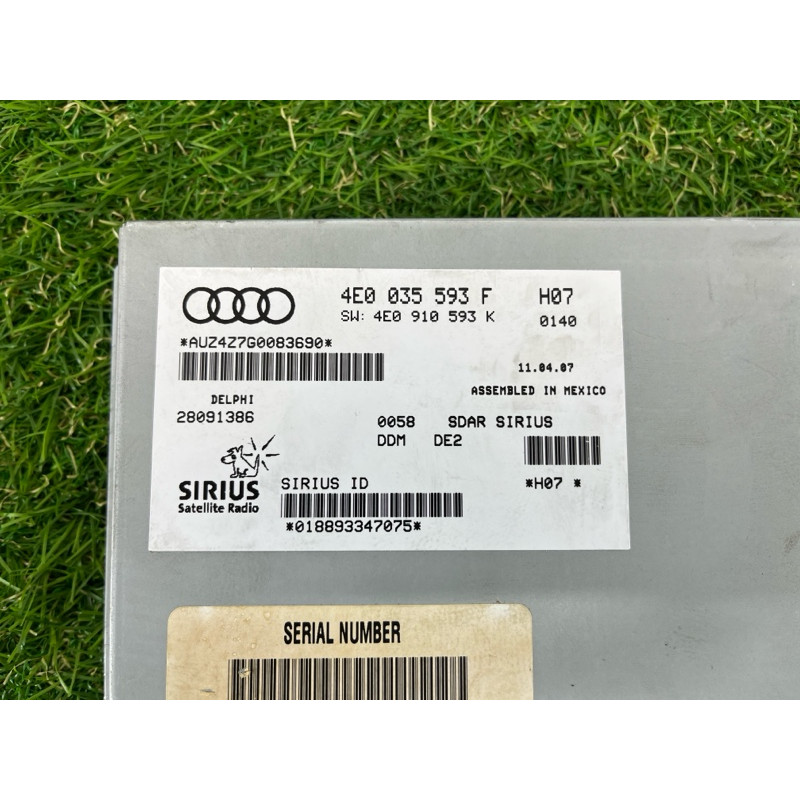 4E0 035 593 F H07
SW: 4E0 910 593 K 0140
*AUZ4Z7G0083690*
11.04.07
ASSEMBLED IN MEXICO
DELPHI
28091386
0058 SDAR SIRIUS
DDM DE2
SIRIUS
Satellite Radio
SIRIUS ID
*H07 *
*018893347075*
SERIAL NUMBER